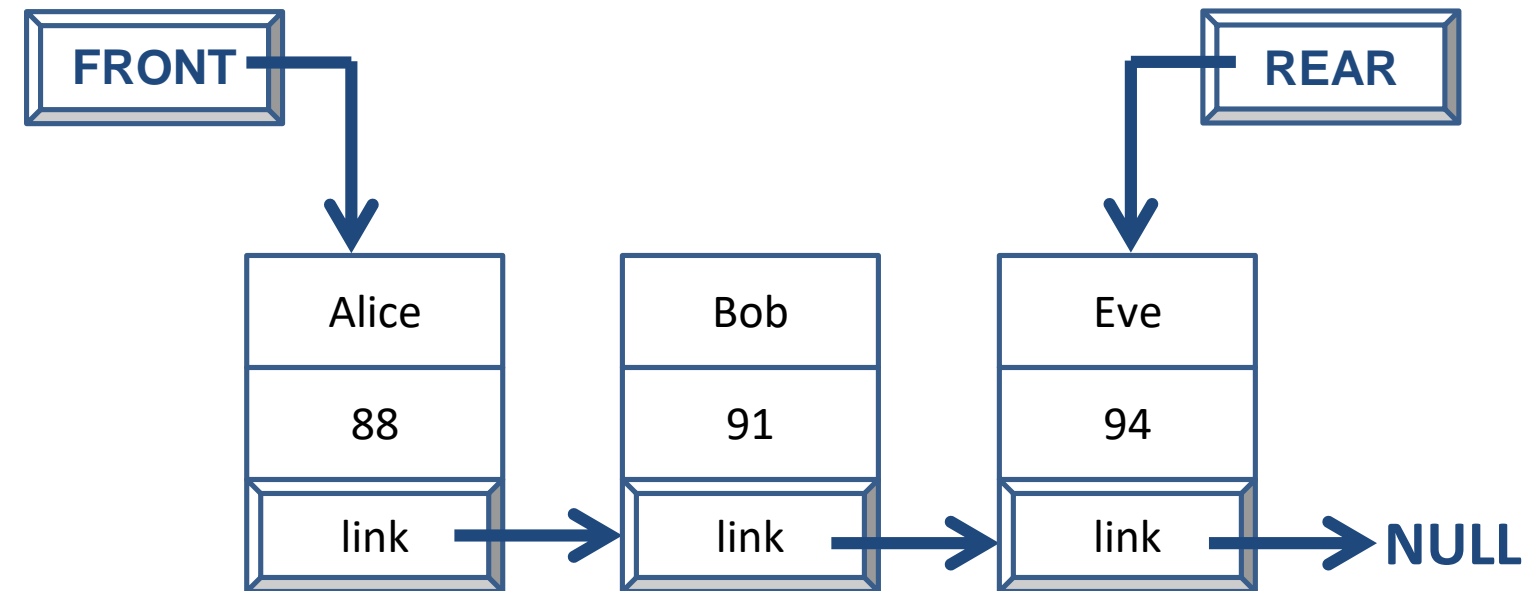 FRONT
REAR
Alice
Bob
Eve
88
91
94
link
link
link
NULL